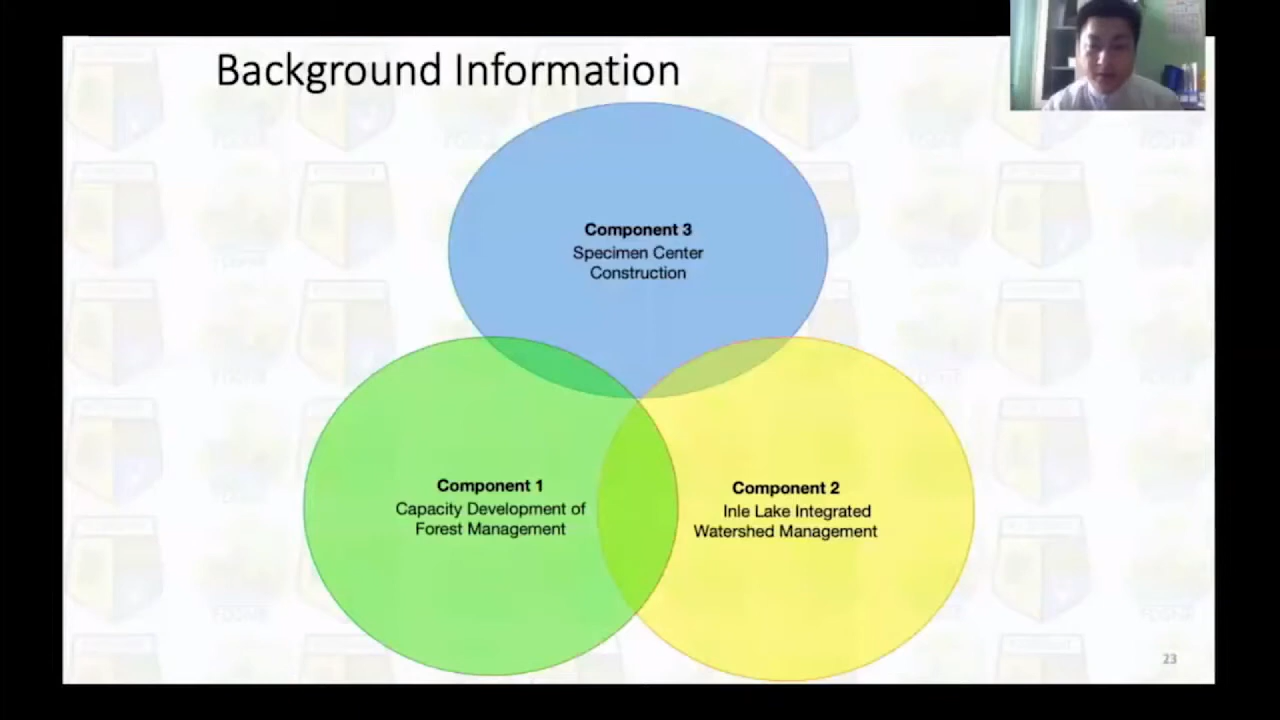 Background Information
Component 3
Specimen Center
Construction
Component 1
Capacity Development of
Forest Management
Component 2
Inle Lake Integrated
Watershed Management
23